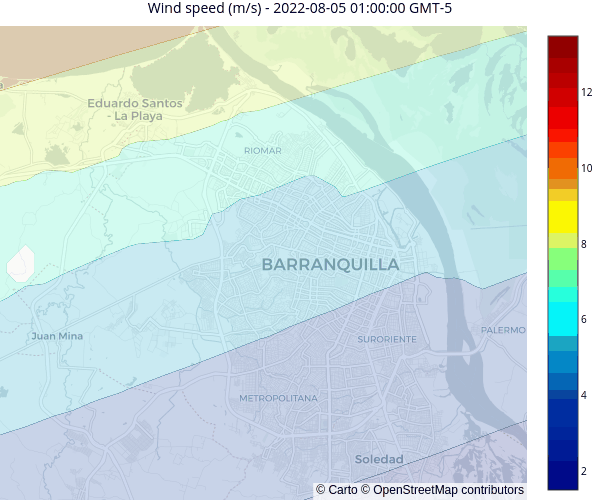 Wind speed (m/s) - 2022-08-05 01:00:00 GMT-5
Eduardo Santos
- La Playa
RIOMAR
BARRANQUILLA
Juan Mina
SURORIENTE
PALERMO
METROPOLITANA
Soledad
© Carto © OpenStreetMap contributors
12
10
8
6
4
2